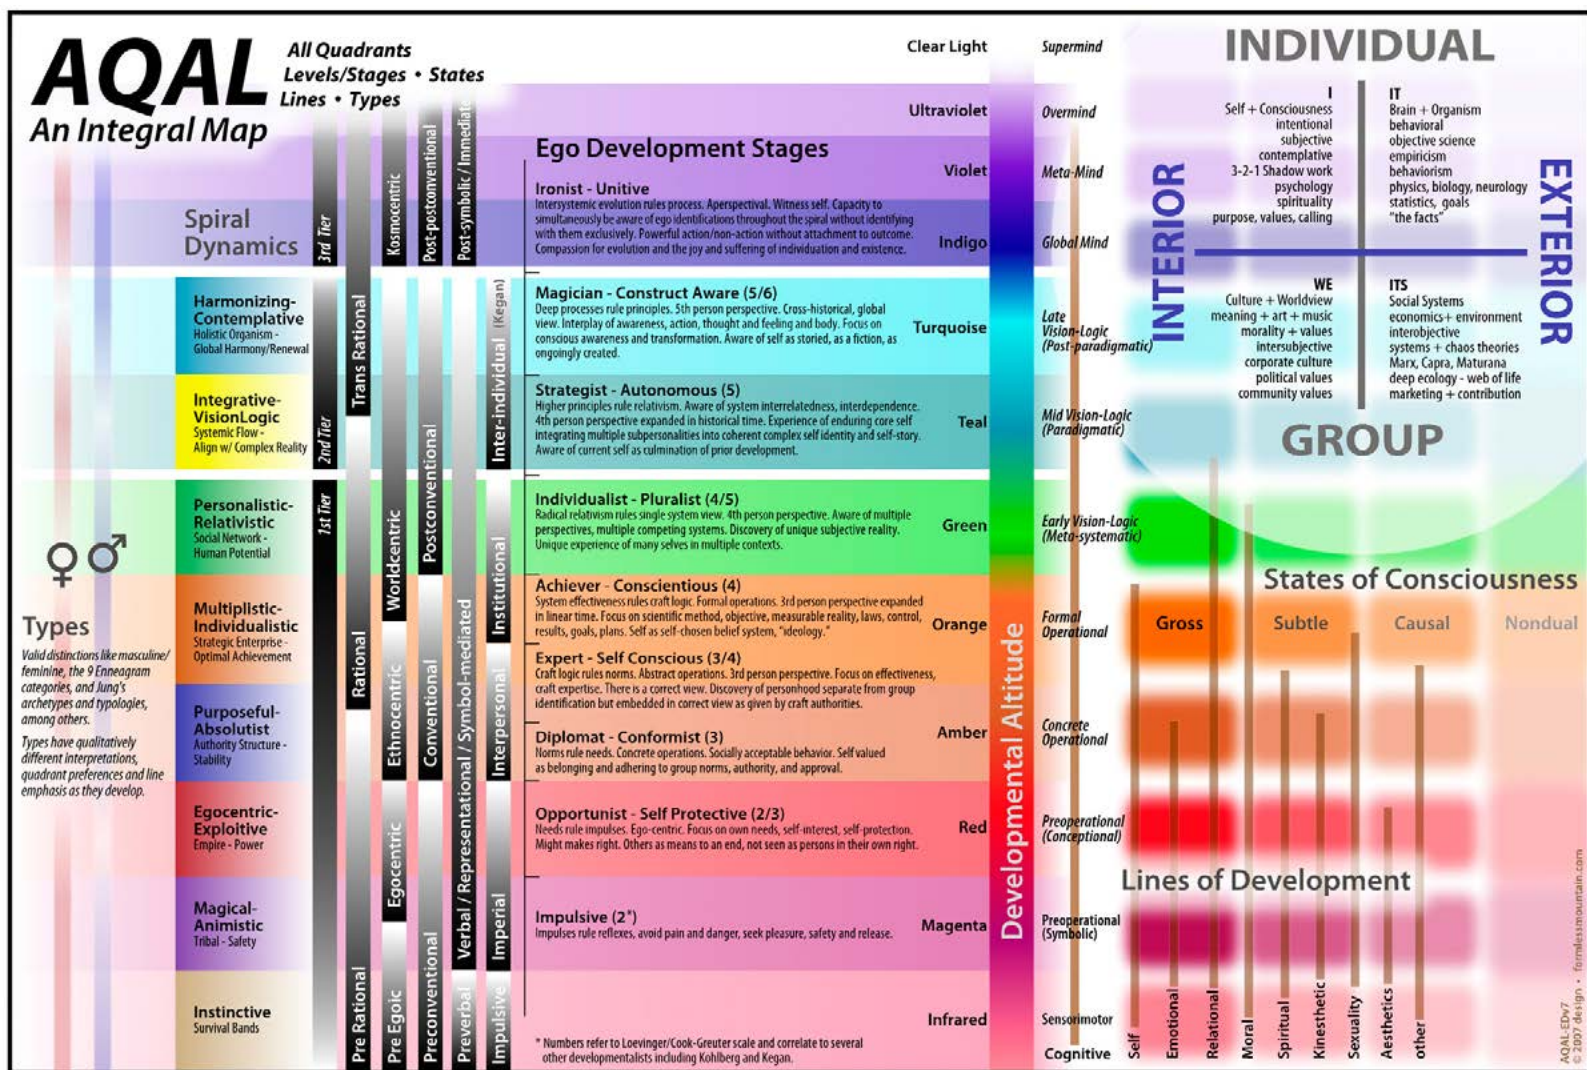 AQAL
An Integral Map
All Quadrants
Levels/Stages • States
Lines • Types
Spiral
Dynamics
Harmonizing-
Contemplative
Holistic Organism -
Global Harmony/Renewal
Integrative-
VisionLogic
Systemic Flow -
Align w/ Complex Reality
Personalistic-
Relativistic
Social Network -
Human Potential
Multiplistic-
Individualistic
Strategic Enterprise -
Optimal Achievement
Purposeful-
Absolutist
Authority Structure -
Stability
Egocentric-
Exploitive
Empire - Power
Magical-
Animistic
Tribal - Safety
Instinctive
Survival Bands
Types
Valid distinctions like masculine/
feminine, the 9 Enneagram
categories, and Jung's
archetypes and typologies,
among others.
Types have qualitatively
different interpretations,
quadrant preferences and line
emphasis as they develop.
3rd Tier
2nd Tier
1st Tier
Trans Rational
Rational
Pre Rational
Kosmocentric
Worldcentric
Ethnocentric
Egocentric
Pre Egoic
Post-postconventional
Postconventional
Conventional
Preconventional
Post-symbolic / Immediate
Verbal / Representational / Symbol-mediated
Preverbal
Inter-individual (Kegan)
Institutional
Interpersonal
Imperial
Impulsive
Ego Development Stages
Ironist - Unitive
Intersystemic evolution rules process. Aperspectival. Witness self. Capacity to
simultaneously be aware of ego identifications throughout the spiral without identifying
with them exclusively. Powerful action/non-action without attachment to outcome.
Compassion for evolution and the joy and suffering of individuation and existence.
Magician - Construct Aware (5/6)
Deep processes rule principles. 5th person perspective. Cross-historical, global
view. Interplay of awareness, action, thought and feeling and body. Focus on
conscious awareness and transformation. Aware of self as storied, as a fiction, as
ongoingly created.
Strategist - Autonomous (5)
Higher principles rule relativism. Aware of system interrelatedness, interdependence.
4th person perspective expanded in historical time. Experience of enduring core self
integrating multiple subpersonalities into coherent complex self identity and self-story.
Aware of current self as culmination of prior development.
Individualist - Pluralist (4/5)
Radical relativism rules single system view. 4th person perspective. Aware of multiple
perspectives, multiple competing systems. Discovery of unique subjective reality.
Unique experience of many selves in multiple contexts.
Achiever - Conscientious (4)
System effectiveness rules craft logic. Formal operations. 3rd person perspective expanded
in linear time. Focus on scientific method, objective, measurable reality, laws, control,
results, goals, plans. Self as self-chosen belief system, "ideology."
Expert - Self Conscious (3/4)
Craft logic rules norms. Abstract operations. 3rd person perspective. Focus on effectiveness,
craft expertise. There is a correct view. Discovery of personhood separate from group
identification but embedded in correct view as given by craft authorities.
Diplomat - Conformist (3)
Norms rule needs. Concrete operations. Socially acceptable behavior. Self valued
as belonging and adhering to group norms, authority, and approval.
Opportunist - Self Protective (2/3)
Needs rule impulses. Ego-centric. Focus on own needs, self-interest, self-protection.
Might makes right. Others as means to an end, not seen as persons in their own right.
Impulsive (2*)
Impulses rule reflexes, avoid pain and danger, seek pleasure, safety and release.
* Numbers refer to Loevinger/Cook-Greuter scale and correlate to several
other developmentalists including Kohlberg and Kegan.
Clear Light
Ultraviolet
Violet
Indigo
Turquoise
Teal
Green
Orange
Amber
Red
Magenta
Infrared
Developmental Altitude
Supermind
Overmind
Meta-Mind
Global Mind
Late
Vision-Logic
(Post-paradigmatic)
Mid Vision-Logic
(Paradigmatic)
Early Vision-Logic
(Meta-systematic)
Formal
Operational
Concrete
Operational
Preoperational
(Conceptional)
Preoperational
(Symbolic)
Sensorimotor
Cognitive
INDIVIDUAL
INTERIOR
EXTERIOR
I
Self + Consciousness
intentional
subjective
contemplative
3-2-1 Shadow work
psychology
spirituality
purpose, values, calling
IT
Brain + Organism
behavioral
objective science
empiricism
behaviorism
physics, biology, neurology
statistics, goals
"the facts"
WE
Culture + Worldview
meaning + art + music
morality + values
intersubjective
corporate culture
political values
community values
ITS
Social Systems
economics+ environment
interobjective
systems + chaos theories
Marx, Capra, Maturana
deep ecology - web of life
marketing + contribution
GROUP
States of Consciousness
Gross
Subtle
Causal
Nondual
Lines of Development
Self
Emotional
Relational
Moral
Spiritual
Kinesthetic
Sexuality
Aesthetics
other
AQAL-EDv7
© 2007 design • formlessmountain.com